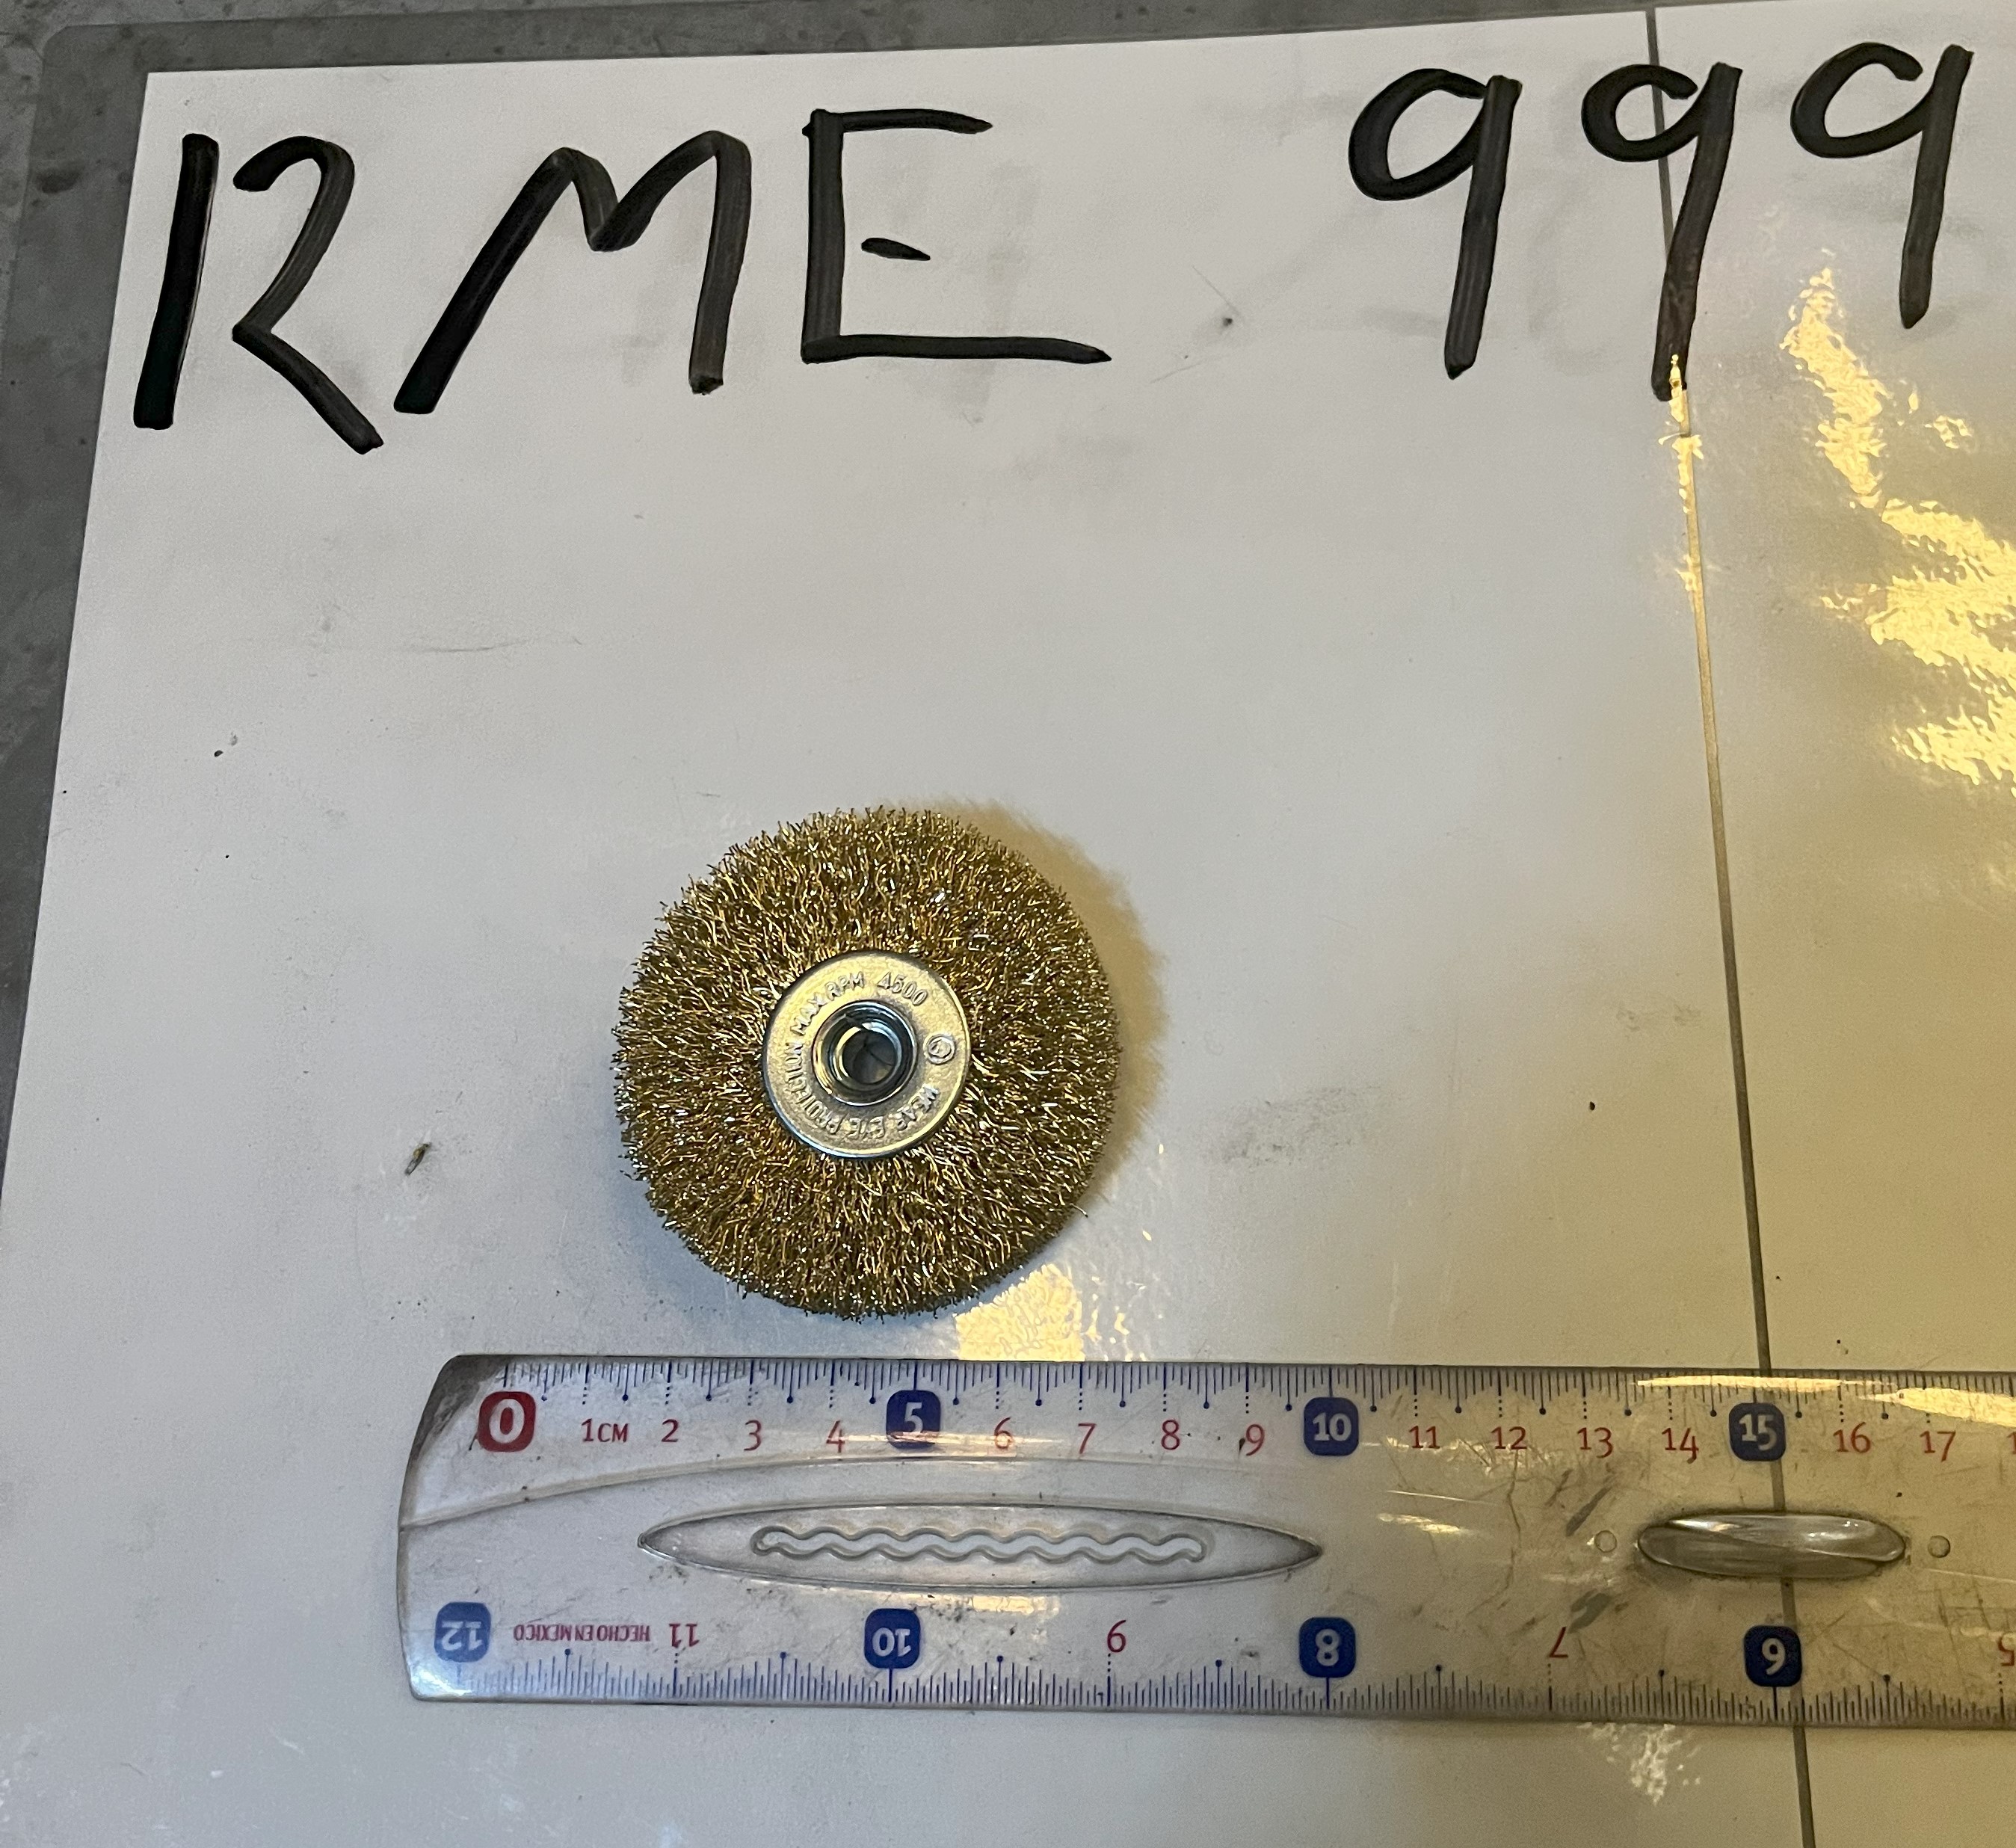 RME 999
MAX RPM 4500
WEAR EYE PROTECTION
0 1CM 2 3 4 5 6 7 8 9 10 11 12 13 14 15 16 17
12 HECHO EN MEXICO 11 10 9 8 7 6 5